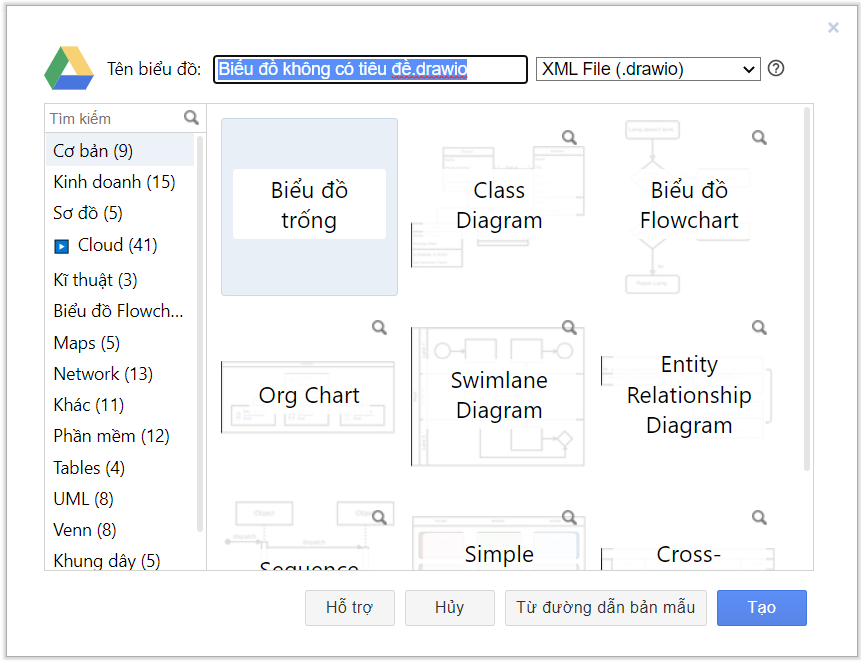 Tên biểu đồ:
Biểu đồ không có tiêu đề.drawio
XML File (.drawio)
Tìm kiếm
Cơ bản (9)
Kinh doanh (15)
Sơ đồ (5)
Cloud (41)
Kĩ thuật (3)
Biểu đồ Flowch...
Maps (5)
Network (13)
Khác (11)
Phần mềm (12)
Tables (4)
UML (8)
Venn (8)
Khung dây (5)
Biểu đồ
trống
Class
Diagram
Biểu đồ
Flowchart
Org Chart
Swimlane
Diagram
Entity
Relationship
Diagram
Object
Object
dispatch
dispatch
Sequence
Simple
Cross-
Hỗ trợ
Hủy
Từ đường dẫn bản mẫu
Tạo